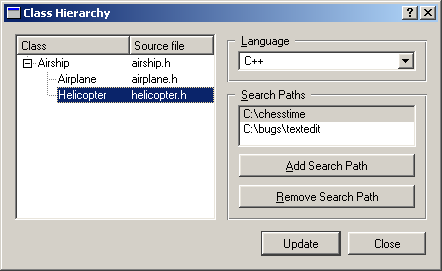 Class Hierarchy
Class Source file
Airship airship.h
Airplane airplane.h
Helicopter helicopter.h
Language
C++
Search Paths
C:\chesstime
C:\bugs\textedit
Add Search Path
Remove Search Path
Update Close